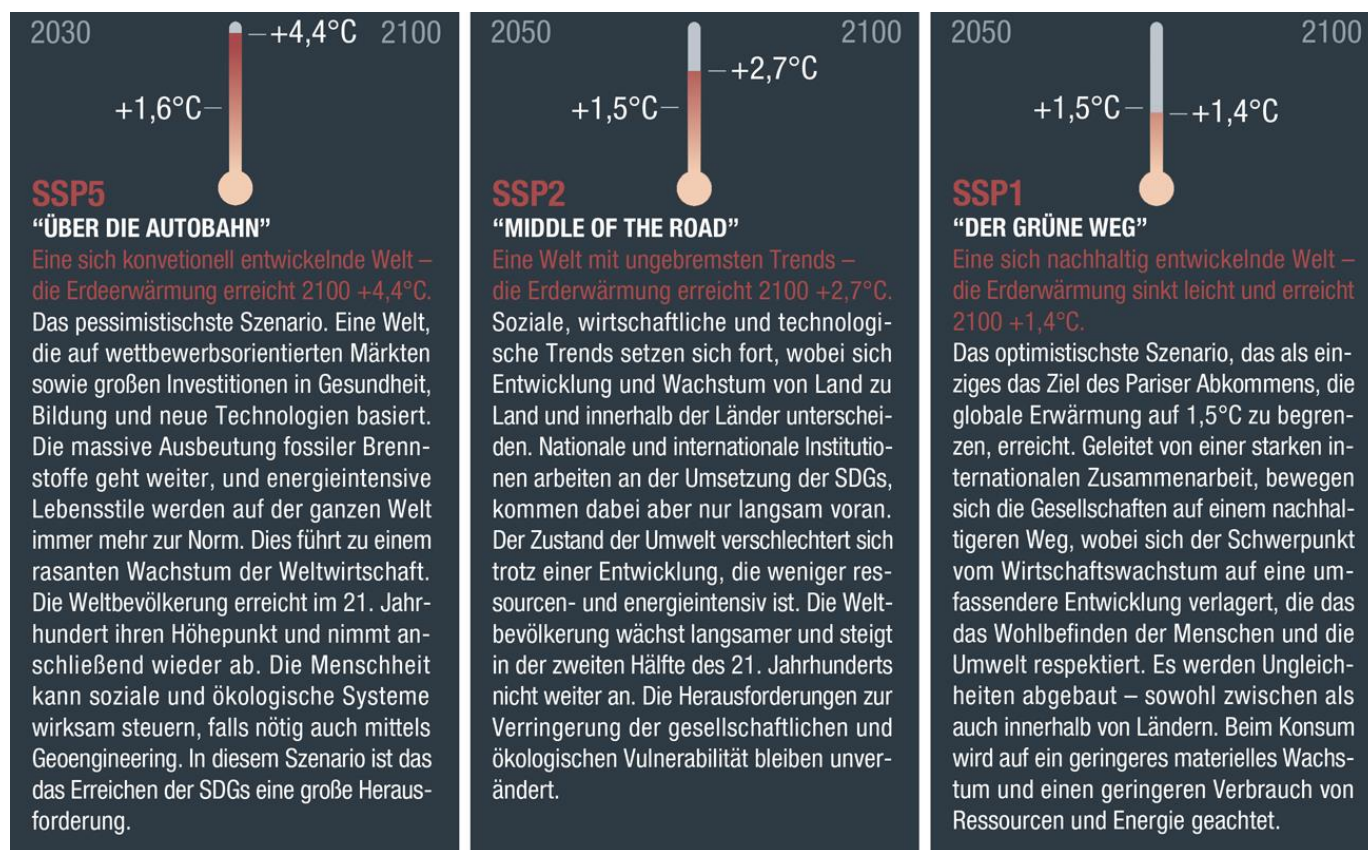 2030
+4,4°C
2100
+1,6°C
SSP5
“ÜBER DIE AUTOBAHN”
Eine sich konvetionell entwickelnde Welt –
die Erdeerwärmung erreicht 2100 +4,4°C.
Das pessimistischste Szenario. Eine Welt,
die auf wettbewerbsorientierten Märkten
sowie großen Investitionen in Gesundheit,
Bildung und neue Technologien basiert.
Die massive Ausbeutung fossiler Brenn-
stoffe geht weiter, und energieintensive
Lebensstile werden auf der ganzen Welt
immer mehr zur Norm. Dies führt zu einem
rasanten Wachstum der Weltwirtschaft.
Die Weltbevölkerung erreicht im 21. Jahr-
hundert ihren Höhepunkt und nimmt an-
schließend wieder ab. Die Menschheit
kann soziale und ökologische Systeme
wirksam steuern, falls nötig auch mittels
Geoengineering. In diesem Szenario ist das
das Erreichen der SDGs eine große Heraus-
forderung.
2050
2100
+2,7°C
+1,5°C
SSP2
“MIDDLE OF THE ROAD”
Eine Welt mit ungebremsten Trends –
die Erderwärmung erreicht 2100 +2,7°C.
Soziale, wirtschaftliche und technologi-
sche Trends setzen sich fort, wobei sich
Entwicklung und Wachstum von Land zu
Land und innerhalb der Länder unterschei-
den. Nationale und internationale Institutio-
nen arbeiten an der Umsetzung der SDGs,
kommen dabei aber nur langsam voran.
Der Zustand der Umwelt verschlechtert sich
trotz einer Entwicklung, die weniger res-
sourcen- und energieintensiv ist. Die Welt-
bevölkerung wächst langsamer und steigt
in der zweiten Hälfte des 21. Jahrhunderts
nicht weiter an. Die Herausforderungen zur
Verringerung der gesellschaftlichen und
ökologischen Vulnerabilität bleiben unver-
ändert.
2050
2100
+1,5°C
+1,4°C
SSP1
“DER GRÜNE WEG”
Eine sich nachhaltig entwickelnde Welt –
die Erderwärmung sinkt leicht und erreicht
2100 +1,4°C.
Das optimistischste Szenario, das als ein-
ziges das Ziel des Pariser Abkommens, die
globale Erwärmung auf 1,5°C zu begren-
zen, erreicht. Geleitet von einer starken in-
ternationalen Zusammenarbeit, bewegen
sich die Gesellschaften auf einem nachhal-
tigeren Weg, wobei sich der Schwerpunkt
vom Wirtschaftswachstum auf eine um-
fassendere Entwicklung verlagert, die das
das Wohlbefinden der Menschen und die
Umwelt respektiert. Es werden Ungleich-
heiten abgebaut – sowohl zwischen als
auch innerhalb von Ländern. Beim Konsum
wird auf ein geringeres materielles Wachs-
tum und einen geringeren Verbrauch von
Ressourcen und Energie geachtet.